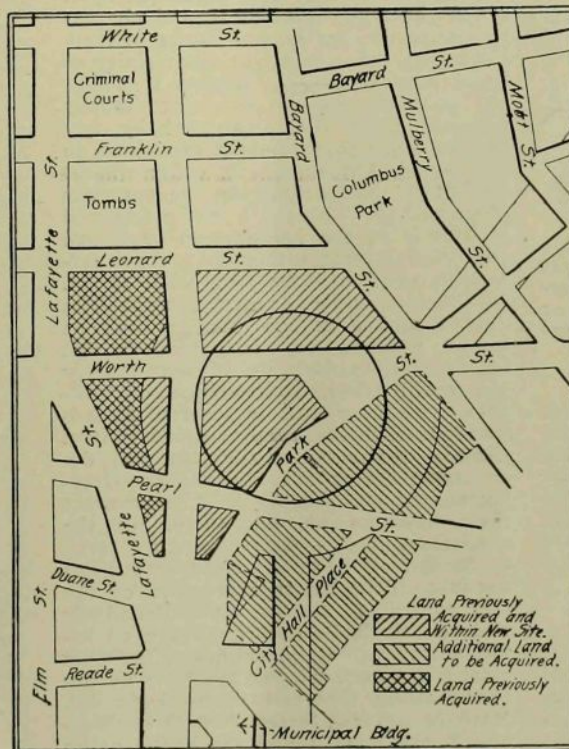 White St.
Criminal
Courts
Bayard St.
Bayard
Mulberry
Mott St.
Franklin St.
St.
Tombs
Columbus
Park
Leonard St.
Lafayette
St.
St.
Worth St.
St.
St.
Park
Pearl St.
Lafayette
City Hall Place
Duane St.
St.
Reade St.
Elm
Municipal Bldg.
Land Previously
Acquired and
Within New Site.
Additional Land
to be Acquired.
Land Previously
Acquired.